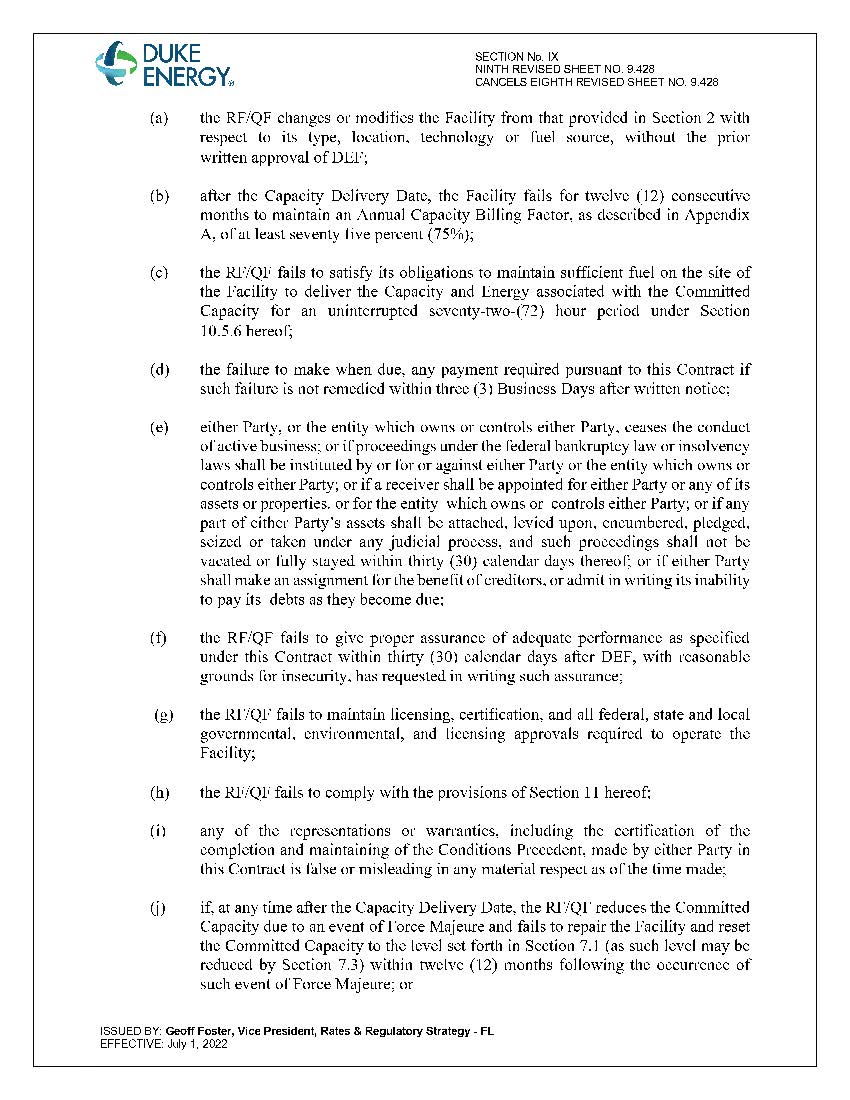 DUKE
ENERGY®
SECTION No. IX
NINTH REVISED SHEET NO. 9.428
CANCELS EIGHTH REVISED SHEET NO. 9.428
(a) the RF/QF changes or modifies the Facility from that provided in Section 2 with
respect to its type, location, technology or fuel source, without the prior
written approval of DEF;
(b) after the Capacity Delivery Date, the Facility fails for twelve (12) consecutive
months to maintain an Annual Capacity Billing Factor, as described in Appendix
A, of at least seventy five percent (75%);
(c) the RF/QF fails to satisfy its obligations to maintain sufficient fuel on the site of
the Facility to deliver the Capacity and Energy associated with the Committed
Capacity for an uninterrupted seventy-two-(72) hour period under Section
10.5.6 hereof;
(d) the failure to make when due, any payment required pursuant to this Contract if
such failure is not remedied within three (3) Business Days after written notice;
(e) either Party, or the entity which owns or controls either Party, ceases the conduct
of active business; or if proceedings under the federal bankruptcy law or insolvency
laws shall be instituted by or for or against either Party or the entity which owns or
controls either Party; or if a receiver shall be appointed for either Party or any of its
assets or properties, or for the entity which owns or controls either Party; or if any
part of either Party's assets shall be attached, levied upon, encumbered, pledged,
seized or taken under any judicial process, and such proceedings shall not be
vacated or fully stayed within thirty (30) calendar days thereof; or if either Party
shall make an assignment for the benefit of creditors, or admit in writing its inability
to pay its debts as they become due;
(f) the RF/QF fails to give proper assurance of adequate performance as specified
under this Contract within thirty (30) calendar days after DEF, with reasonable
grounds for insecurity, has requested in writing such assurance;
(g) the RF/QF fails to maintain licensing, certification, and all federal, state and local
governmental, environmental, and licensing approvals required to operate the
Facility;
(h) the RF/QF fails to comply with the provisions of Section 11 hereof;
(i) any of the representations or warranties, including the certification of the
completion and maintaining of the Conditions Precedent, made by either Party in
this Contract is false or misleading in any material respect as of the time made;
(j) if, at any time after the Capacity Delivery Date, the RF/QF reduces the Committed
Capacity due to an event of Force Majeure and fails to repair the Facility and reset
the Committed Capacity to the level set forth in Section 7.1 (as such level may be
reduced by Section 7.3) within twelve (12) months following the occurrence of
such event of Force Majeure; or
ISSUED BY: Geoff Foster, Vice President, Rates & Regulatory Strategy - FL
EFFECTIVE: July 1, 2022